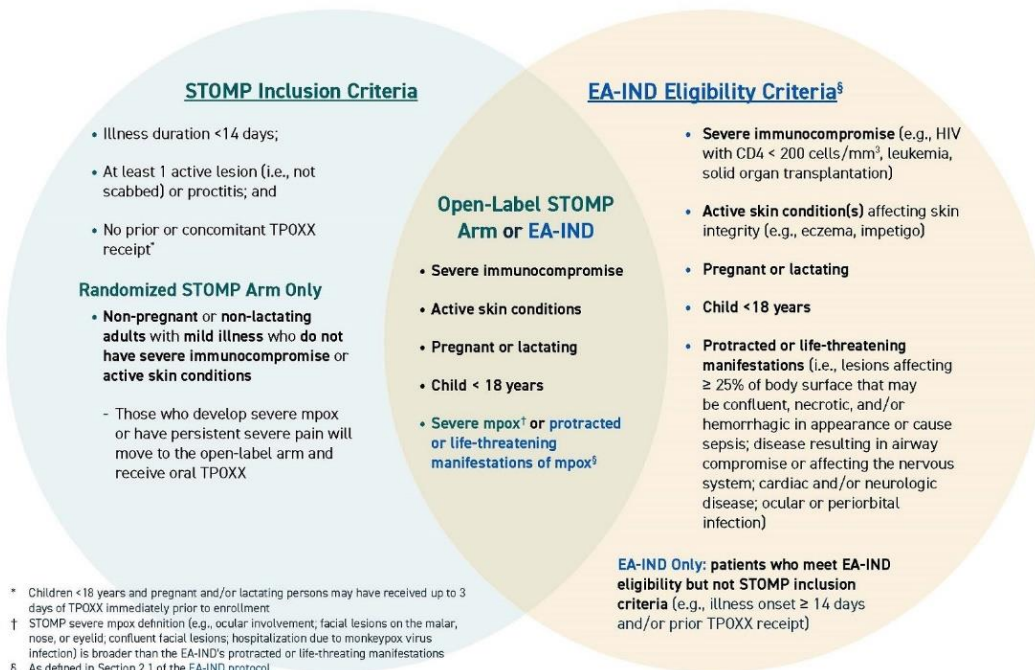 STOMP Inclusion Criteria
• Illness duration <14 days;
• At least 1 active lesion (i.e., not
scabbed) or proctitis; and
• No prior or concomitant TPOXX
receipt*
Randomized STOMP Arm Only
• Non-pregnant or non-lactating
adults with mild illness who do not
have severe immunocompromise or
active skin conditions
- Those who develop severe mpox
or have persistent severe pain will
move to the open-label arm and
receive oral TPOXX
Open-Label STOMP
Arm or EA-IND
• Severe immunocompromise
• Active skin conditions
• Pregnant or lactating
• Child < 18 years
• Severe mpox† or protracted
or life-threatening
manifestations of mpox§
EA-IND Eligibility Criteria§
• Severe immunocompromise (e.g., HIV
with CD4 < 200 cells/mm³, leukemia,
solid organ transplantation)
• Active skin condition(s) affecting skin
integrity (e.g., eczema, impetigo)
• Pregnant or lactating
• Child <18 years
• Protracted or life-threatening
manifestations (i.e., lesions affecting
≥ 25% of body surface that may
be confluent, necrotic, and/or
hemorrhagic in appearance or cause
sepsis; disease resulting in airway
compromise or affecting the nervous
system; cardiac and/or neurologic
disease; ocular or periorbital
infection)
EA-IND Only: patients who meet EA-IND
eligibility but not STOMP inclusion
criteria (e.g., illness onset ≥ 14 days
and/or prior TPOXX receipt)
* Children <18 years and pregnant and/or lactating persons may have received up to 3
days of TPOXX immediately prior to enrollment
† STOMP severe mpox definition (e.g., ocular involvement; facial lesions on the malar,
nose, or eyelid; confluent facial lesions; hospitalization due to monkeypox virus
infection) is broader than the EA-IND's protracted or life-threating manifestations
§ As defined in Section 2.1 of the EA-IND protocol